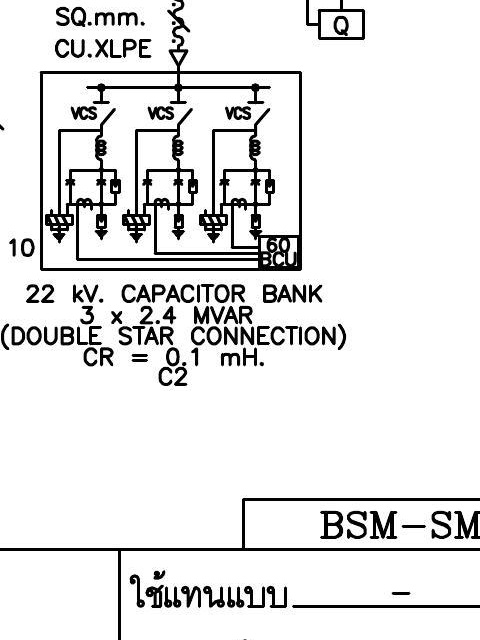 SQ.mm.
Q
CU.XLPE
VCS VCS VCS
10
60
BCU
22 kV. CAPACITOR BANK
3 x 2.4 MVAR
(DOUBLE STAR CONNECTION)
CR = 0.1 mH.
C2
BSM-SM
ใช้แทนแบบ -